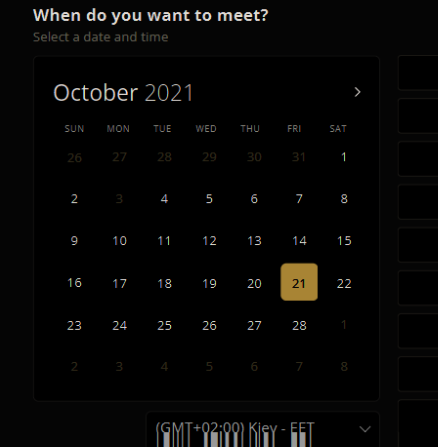 When do you want to meet?
Select a date and time
October 2021
SUN MON TUE WED THU FRI SAT
26 27 28 29 30 31 1
2 3 4 5 6 7 8
9 10 11 12 13 14 15
16 17 18 19 20 21 22
23 24 25 26 27 28 1
2 3 4 5 6 7 8
(GMT+02:00) Kiev - EET